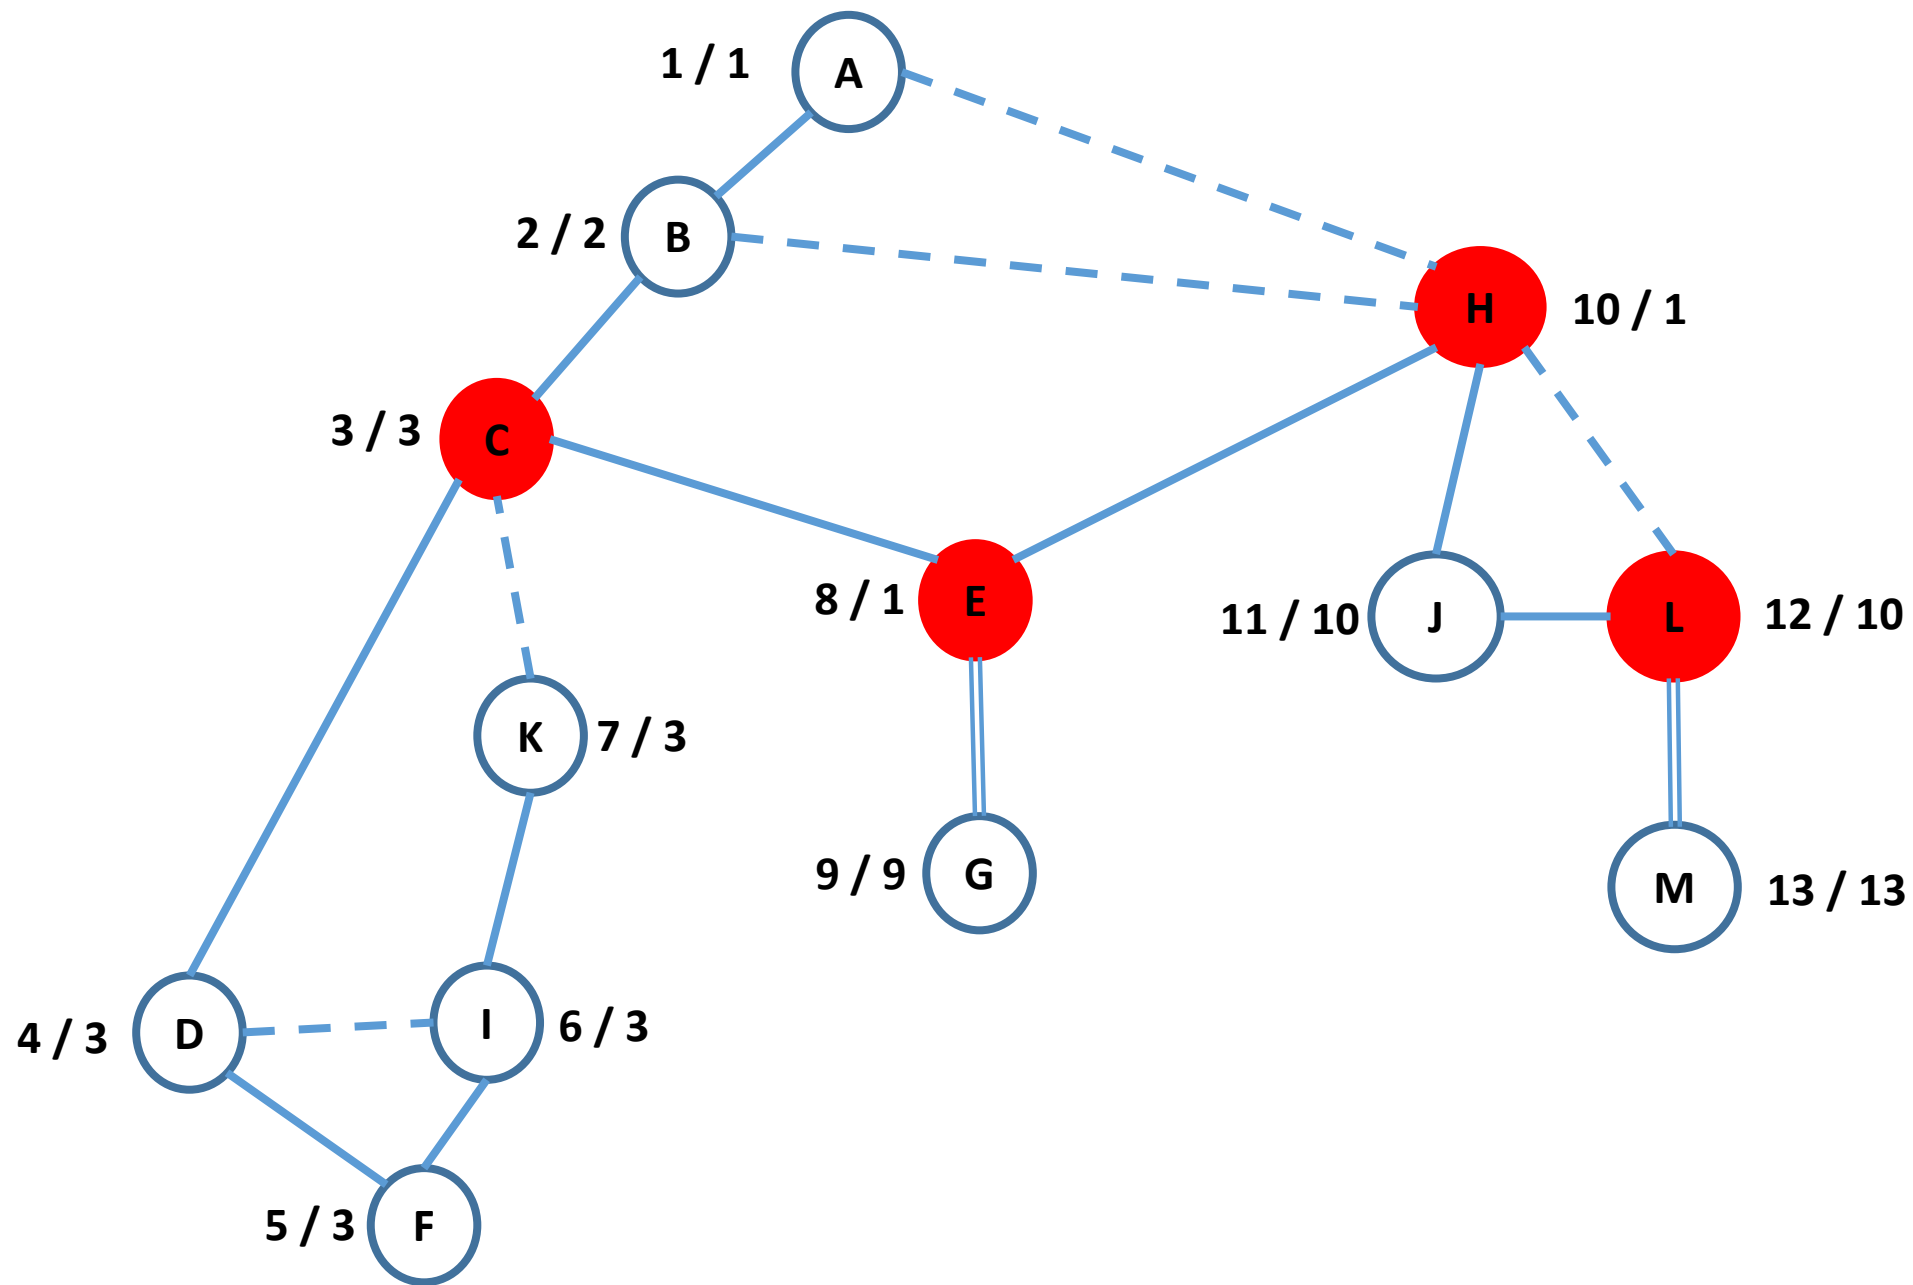 1 / 1 A
2 / 2 B
H 10 / 1
3 / 3 C
8 / 1 E
11 / 10 J L 12 / 10
K 7 / 3
9 / 9 G
M 13 / 13
4 / 3 D I 6 / 3
5 / 3 F